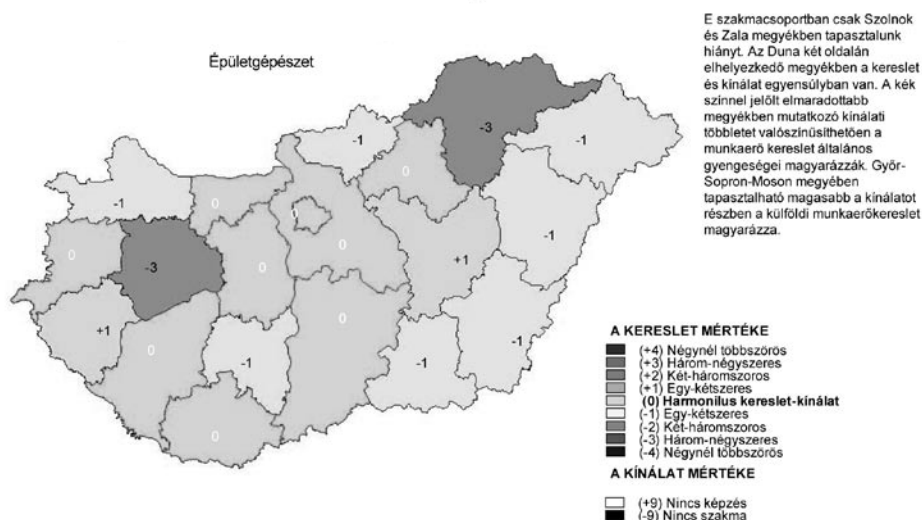 Épületgépészet
E szakmacsoportban csak Szolnok
és Zala megyékben tapasztalunk
hiányt. Az Duna két oldalán
elhelyezkedő megyékben a kereslet
és kínálat egyensúlyban van. A kék
színnel jelölt elmaradottabb
megyékben mutatkozó kínálati
többletet valószínűsíthetően a
munkaerő kereslet általános
gyengeségei magyarázzák. Győr-
Sopron-Moson megyében
tapasztalható magasabb a kínálatot
részben a külföldi munkaerőkereslet
magyarázza.
-3
-1
-1
0
-1
0
0
0
-1
0
-3
0
+1
+1
0
0
-1
-1
-1
0
A KERESLET MÉRTÉKE
(+4) Négynél többszörös
(+3) Három-négyszeres
(+2) Két-háromszoros
(+1) Egy-kétszeres
(0) Harmonilus kereslet-kínálat
(-1) Egy-kétszeres
(-2) Két-háromszoros
(-3) Három-négyszeres
(-4) Négynél többszörös
A KÍNÁLAT MÉRTÉKE
(+9) Nincs képzés
(-9) Nincs szakma